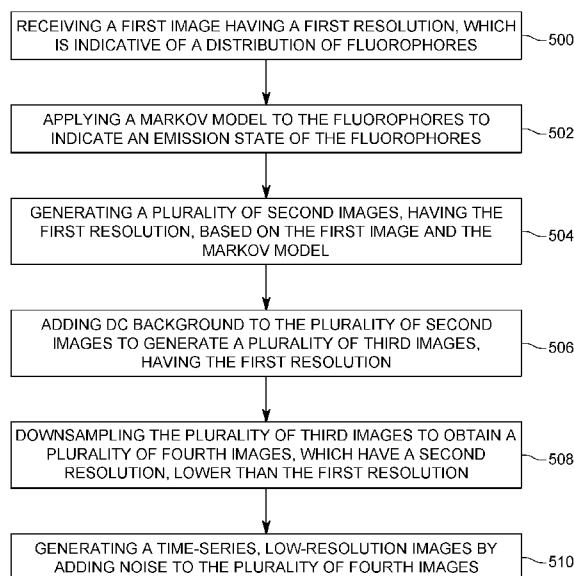 RECEIVING A FIRST IMAGE HAVING A FIRST RESOLUTION, WHICH
IS INDICATIVE OF A DISTRIBUTION OF FLUOROPHORES
500
APPLYING A MARKOV MODEL TO THE FLUOROPHORES TO
INDICATE AN EMISSION STATE OF THE FLUOROPHORES
502
GENERATING A PLURALITY OF SECOND IMAGES, HAVING THE
FIRST RESOLUTION, BASED ON THE FIRST IMAGE AND THE
MARKOV MODEL
504
ADDING DC BACKGROUND TO THE PLURALITY OF SECOND
IMAGES TO GENERATE A PLURALITY OF THIRD IMAGES,
HAVING THE FIRST RESOLUTION
506
DOWNSAMPLING THE PLURALITY OF THIRD IMAGES TO OBTAIN A
PLURALITY OF FOURTH IMAGES, WHICH HAVE A SECOND
RESOLUTION, LOWER THAN THE FIRST RESOLUTION
508
GENERATING A TIME-SERIES, LOW-RESOLUTION IMAGES BY
ADDING NOISE TO THE PLURALITY OF FOURTH IMAGES
510